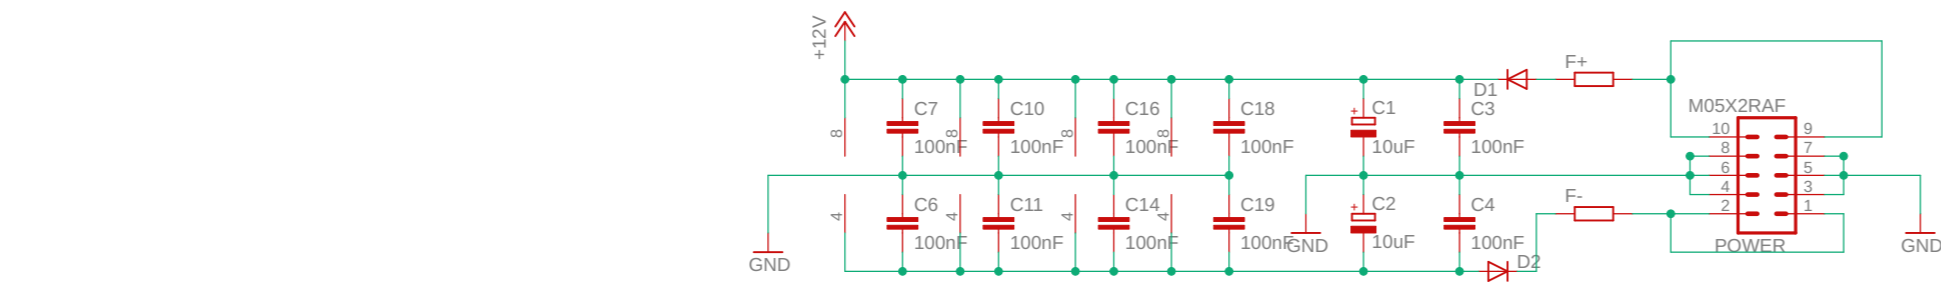 +12V
F+
D1
M05X2RAF
C7
C10
C16
C18
C1
C3
8
8
8
8
100nF
100nF
100nF
100nF
10uF
100nF
10
9
8
7
6
5
4
3
2
1
F-
C6
C11
C14
C19
C2
C4
4
4
4
4
100nF
100nF
100nF
100nF
GND
10uF
100nF
POWER
GND
D2
GND